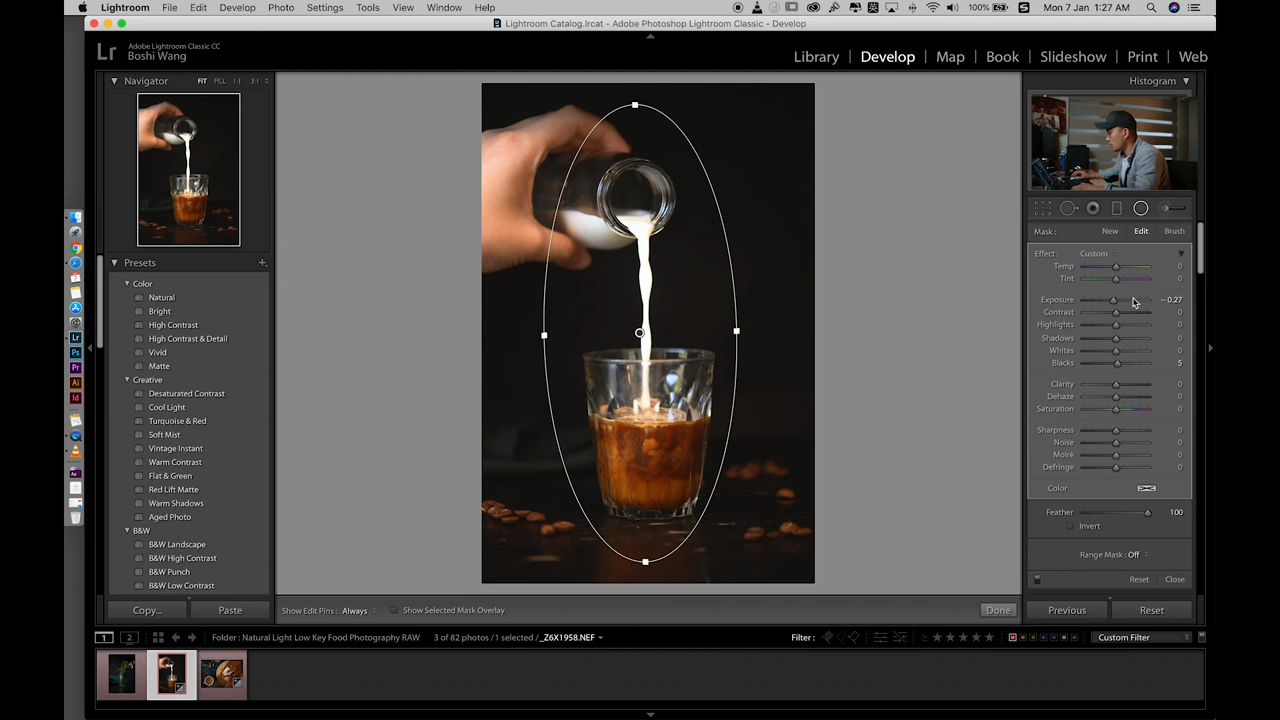 Lightroom File Edit Develop Photo Settings Tools View Window Help 100% Mon 7 Jan 1:27 AM
Lightroom Catalog.lrcat - Adobe Photoshop Lightroom Classic - Develop
Lr Adobe Lightroom Classic CC
Boshi Wang
Library | Develop | Map | Book | Slideshow | Print | Web
Navigator FIT FILL 1:1 3:1
Histogram
Mask : New Edit Brush
Effect : Custom
Temp 0
Tint 0
Exposure – 0.27
Contrast 0
Highlights 0
Shadows 0
Whites 0
Blacks 5
Clarity 0
Dehaze 0
Saturation 0
Sharpness 0
Noise 0
Moiré 0
Defringe 0
Color
Feather 100
Invert
Range Mask : Off
Reset Close
Previous Reset
Presets +
Color
Natural
Bright
High Contrast
High Contrast & Detail
Vivid
Matte
Creative
Desaturated Contrast
Cool Light
Turquoise & Red
Soft Mist
Vintage Instant
Warm Contrast
Flat & Green
Red Lift Matte
Warm Shadows
Aged Photo
B&W
B&W Landscape
B&W High Contrast
B&W Punch
B&W Low Contrast
Copy... Paste
Show Edit Pins : Always Show Selected Mask Overlay Done
1 2 Folder : Natural Light Low Key Food Photography RAW 3 of 82 photos / 1 selected / _Z6X1958.NEF Filter : Custom Filter
Lr
Ps
Pr
Ai
Id
Ae